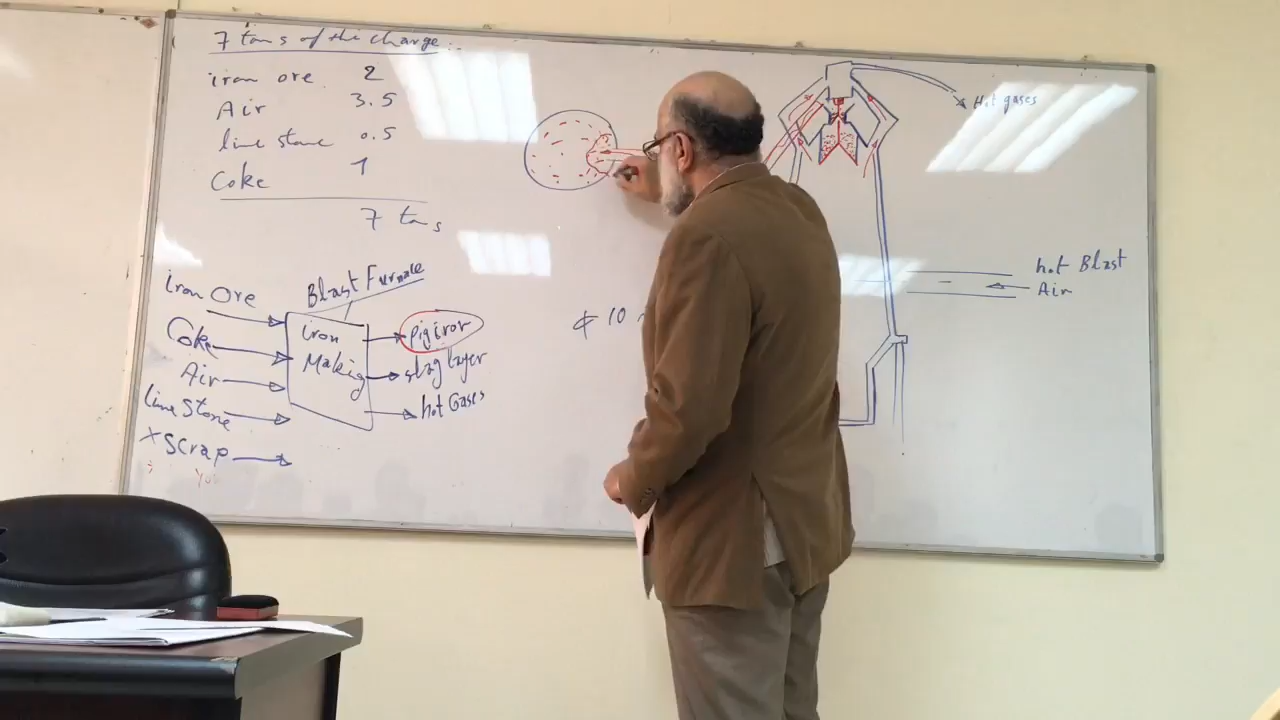 7 tons of the charge
iron ore 2
Air 3.5
lime stone 0.5
Coke 1
7 tons
Blast Furnace
iron Ore
Coke
Air
lime Stone
x Scrap
iron
Making
pig iron
slag layer
hot Gases
¢ 10
Hot gases
hot Blast
Air